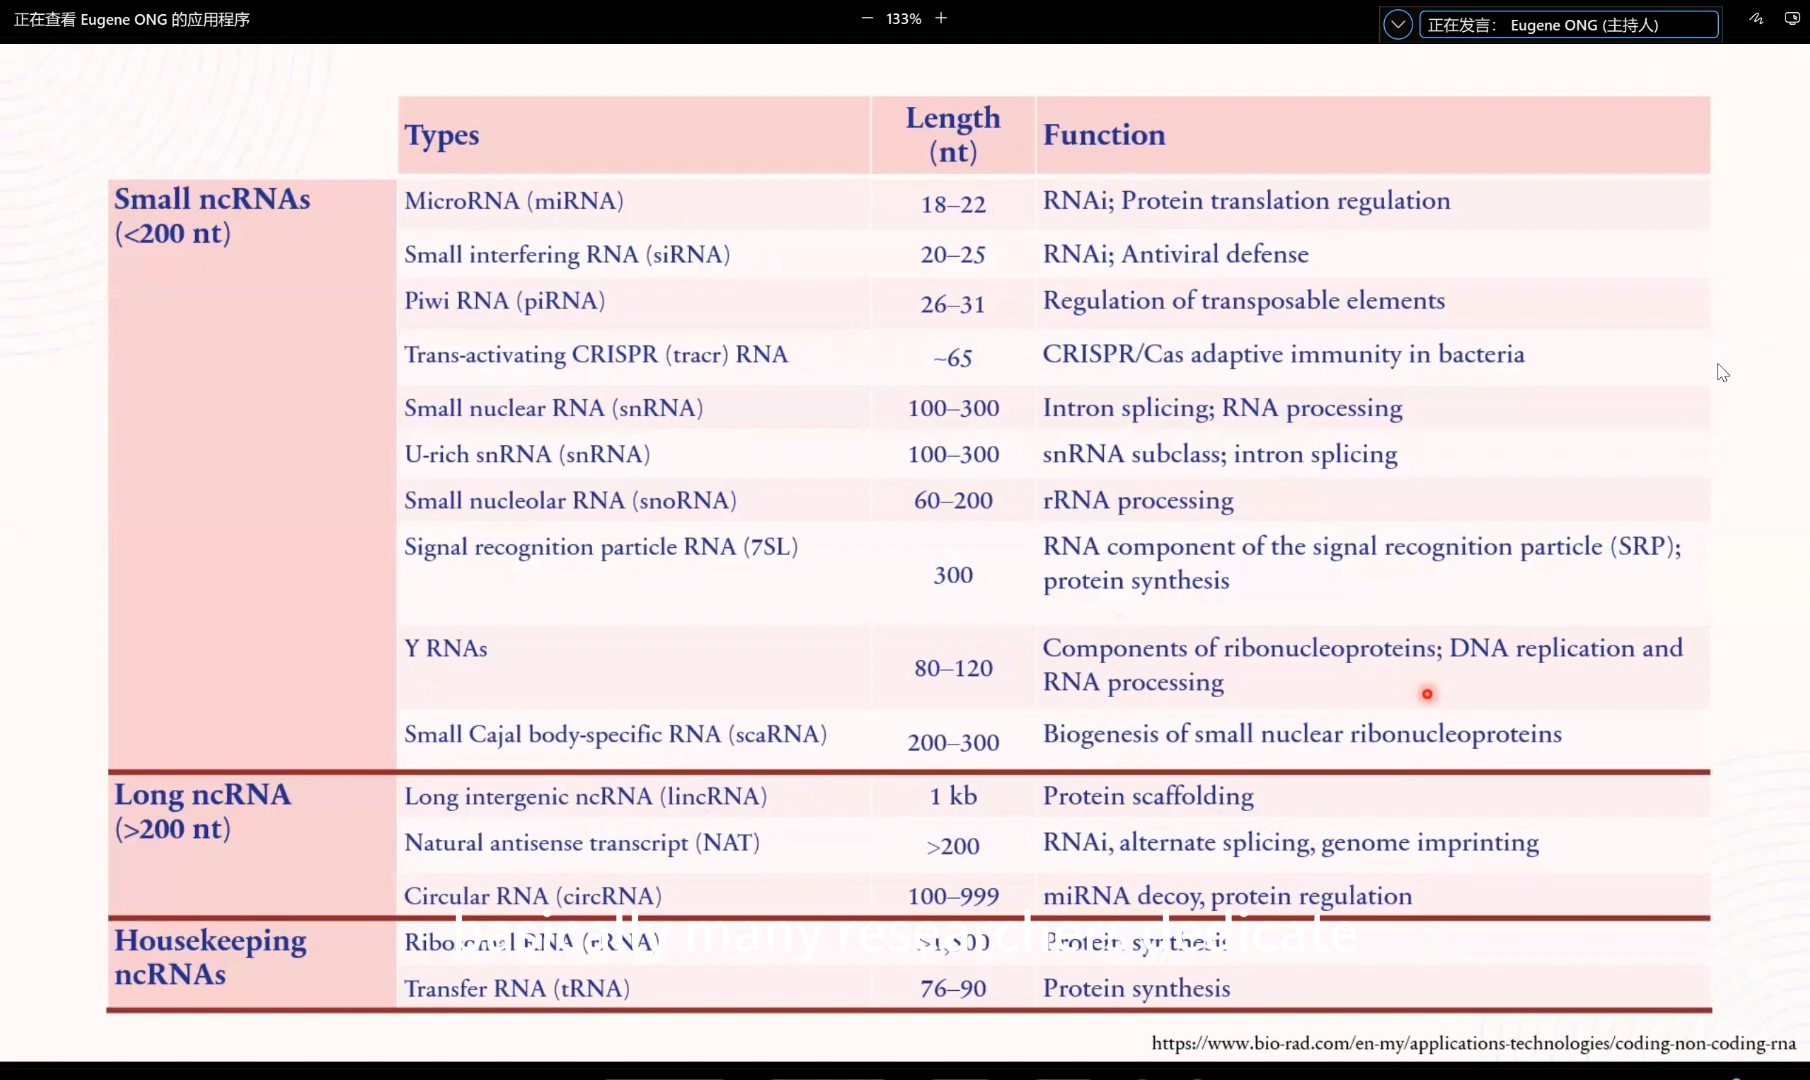 正在查看 Eugene ONG 的应用程序
133%
正在发言： Eugene ONG (主持人)
Types Length (nt) Function
Small ncRNAs
(<200 nt)
MicroRNA (miRNA) 18–22 RNAi; Protein translation regulation
Small interfering RNA (siRNA) 20–25 RNAi; Antiviral defense
Piwi RNA (piRNA) 26–31 Regulation of transposable elements
Trans-activating CRISPR (tracr) RNA ~65 CRISPR/Cas adaptive immunity in bacteria
Small nuclear RNA (snRNA) 100–300 Intron splicing; RNA processing
U-rich snRNA (snRNA) 100–300 snRNA subclass; intron splicing
Small nucleolar RNA (snoRNA) 60–200 rRNA processing
Signal recognition particle RNA (7SL) 300 RNA component of the signal recognition particle (SRP);
protein synthesis
Y RNAs 80–120 Components of ribonucleoproteins; DNA replication and
RNA processing
Small Cajal body-specific RNA (scaRNA) 200–300 Biogenesis of small nuclear ribonucleoproteins
Long ncRNA
(>200 nt)
Long intergenic ncRNA (lincRNA) 1 kb Protein scaffolding
Natural antisense transcript (NAT) >200 RNAi, alternate splicing, genome imprinting
Circular RNA (circRNA) 100–999 miRNA decoy, protein regulation
Housekeeping
ncRNAs
Ribosomal RNA (rRNA) Protein synthesis
basically many researchers dedicate
Transfer RNA (tRNA) 76–90 Protein synthesis
https://www.bio-rad.com/en-my/applications-technologies/coding-non-coding-rna